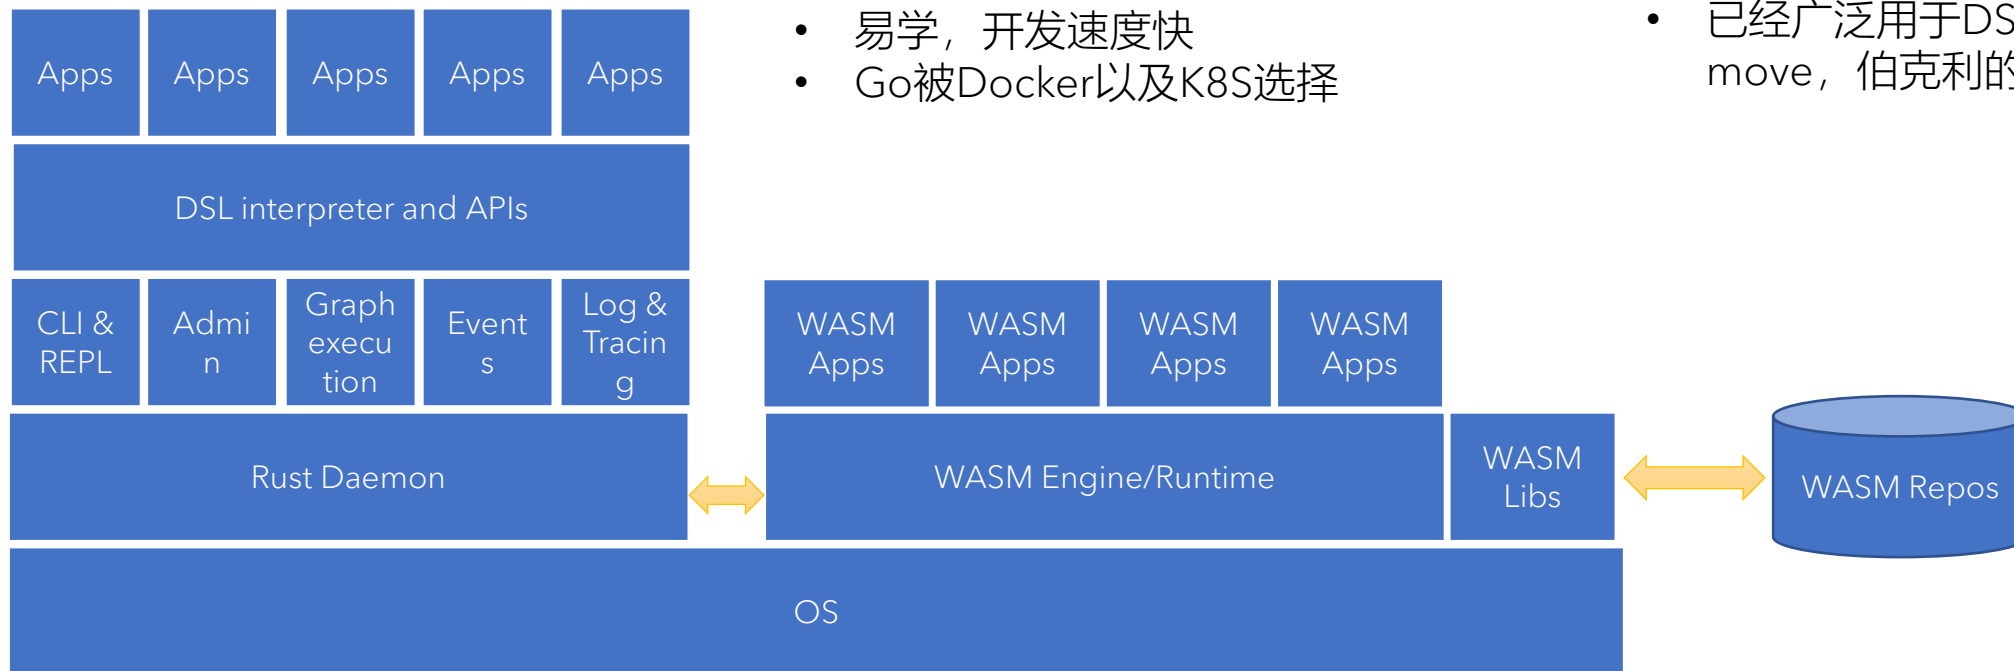 • 易学，开发速度快
• Go被Docker以及K8S选择
• 已经广泛用于DS
move，伯克利的
Apps
Apps
Apps
Apps
Apps
DSL interpreter and APIs
CLI &
REPL
Admi
n
Graph
execu
tion
Event
s
Log &
Tracin
g
WASM
Apps
WASM
Apps
WASM
Apps
WASM
Apps
Rust Daemon
WASM Engine/Runtime
WASM
Libs
WASM Repos
OS